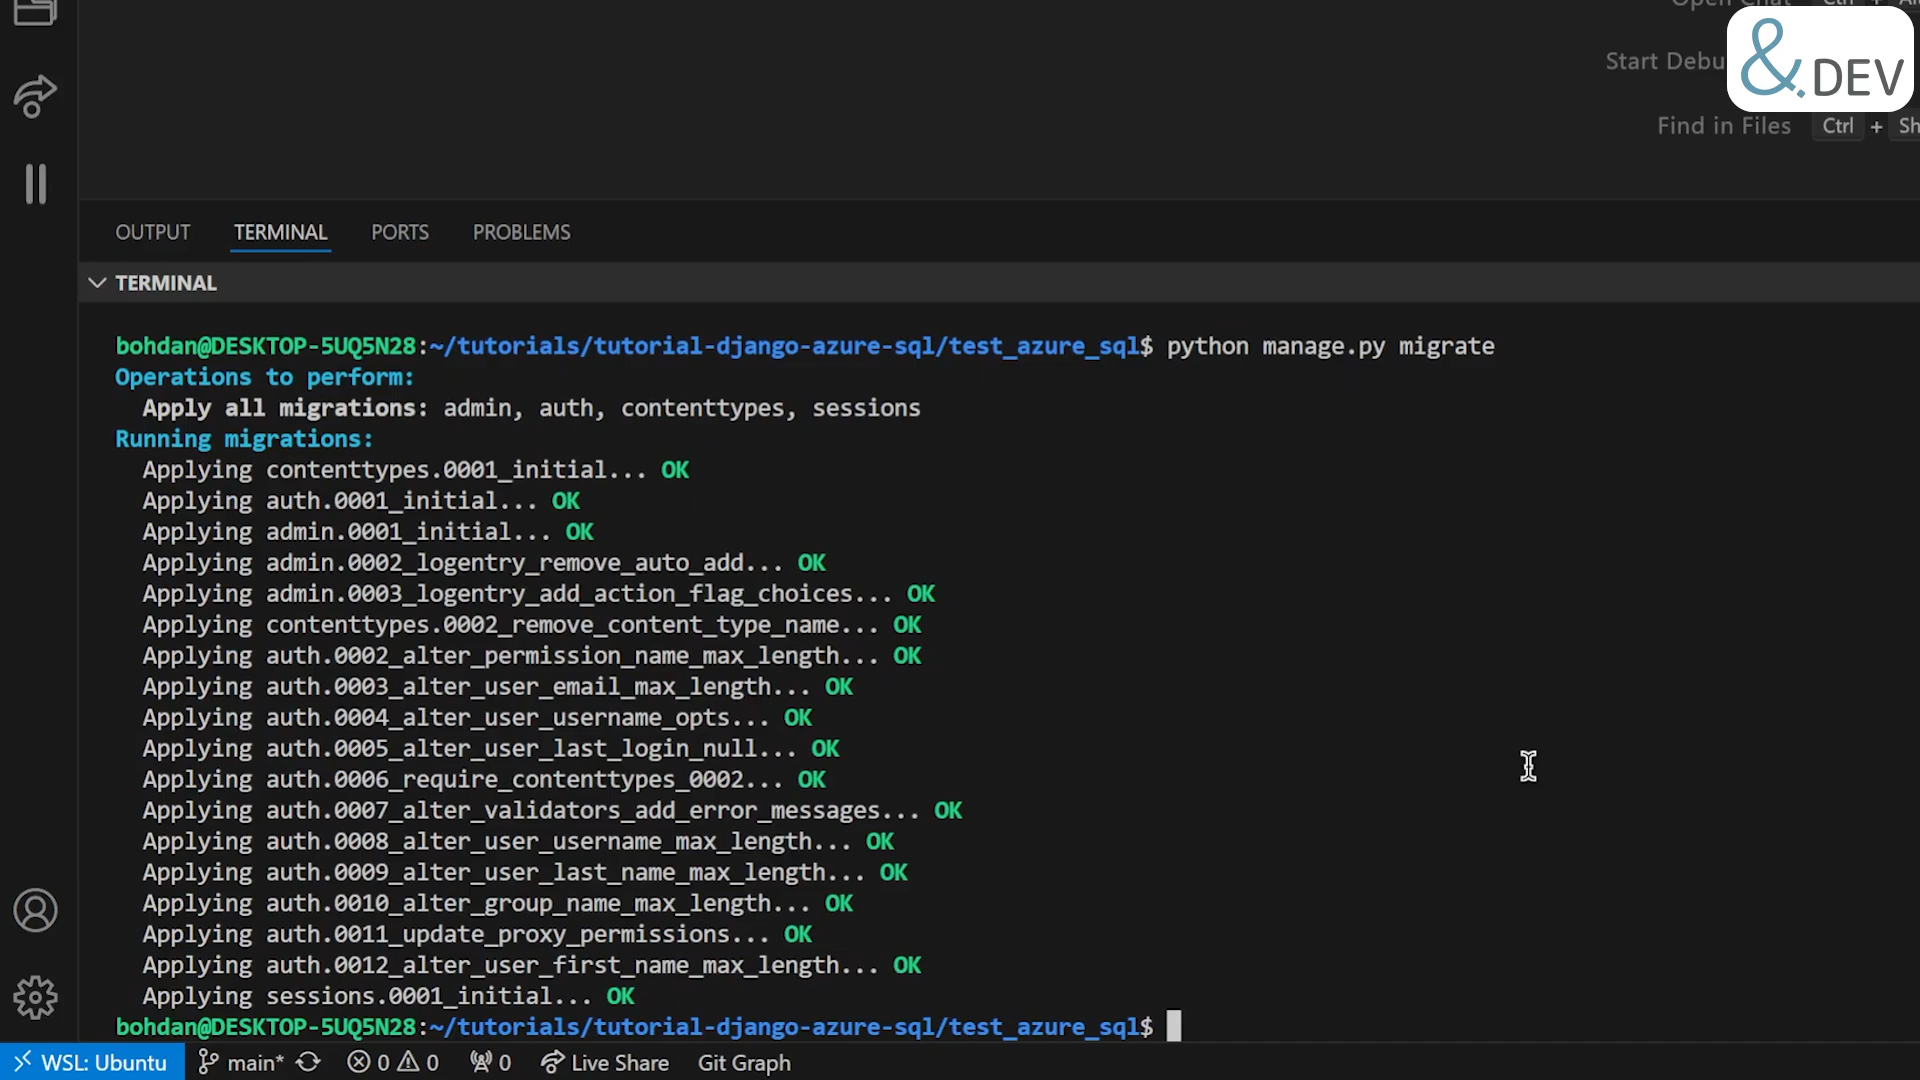 Open Chat Ctrl +
Start Debu
&.DEV
Find in Files Ctrl + Sh
OUTPUT TERMINAL PORTS PROBLEMS
TERMINAL
bohdan@DESKTOP-5UQ5N28:~/tutorials/tutorial-django-azure-sql/test_azure_sql$ python manage.py migrate
Operations to perform:
Apply all migrations: admin, auth, contenttypes, sessions
Running migrations:
Applying contenttypes.0001_initial... OK
Applying auth.0001_initial... OK
Applying admin.0001_initial... OK
Applying admin.0002_logentry_remove_auto_add... OK
Applying admin.0003_logentry_add_action_flag_choices... OK
Applying contenttypes.0002_remove_content_type_name... OK
Applying auth.0002_alter_permission_name_max_length... OK
Applying auth.0003_alter_user_email_max_length... OK
Applying auth.0004_alter_user_username_opts... OK
Applying auth.0005_alter_user_last_login_null... OK
Applying auth.0006_require_contenttypes_0002... OK
Applying auth.0007_alter_validators_add_error_messages... OK
Applying auth.0008_alter_user_username_max_length... OK
Applying auth.0009_alter_user_last_name_max_length... OK
Applying auth.0010_alter_group_name_max_length... OK
Applying auth.0011_update_proxy_permissions... OK
Applying auth.0012_alter_user_first_name_max_length... OK
Applying sessions.0001_initial... OK
bohdan@DESKTOP-5UQ5N28:~/tutorials/tutorial-django-azure-sql/test_azure_sql$
WSL: Ubuntu main* 0 0 0 Live Share Git Graph